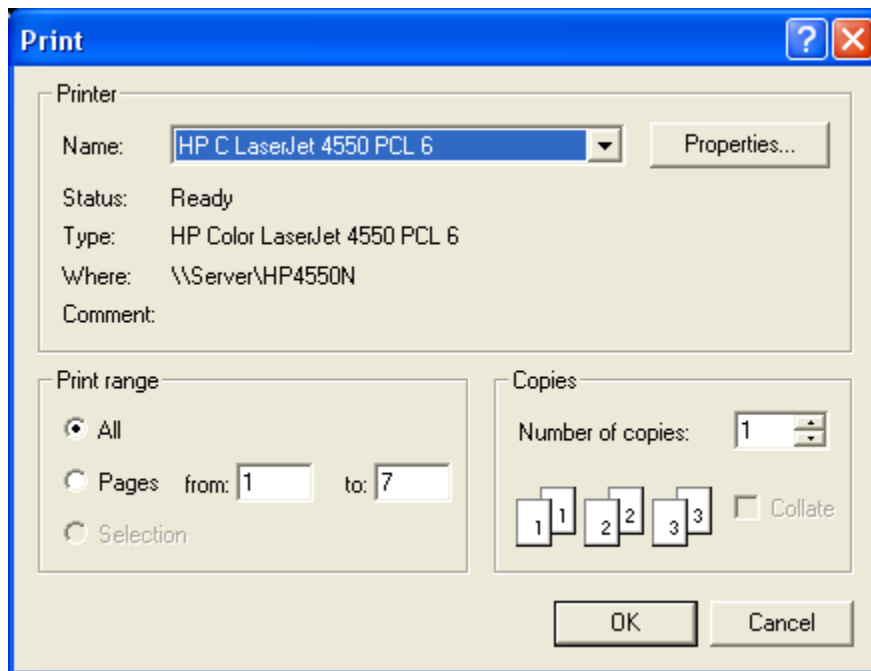 Print
Printer
Name: HP C LaserJet 4550 PCL 6 Properties...
Status: Ready
Type: HP Color LaserJet 4550 PCL 6
Where: \\Server\HP4550N
Comment:
Print range
All
Pages from: 1 to: 7
Selection
Copies
Number of copies: 1
1 1 2 2 3 3 Collate
OK Cancel